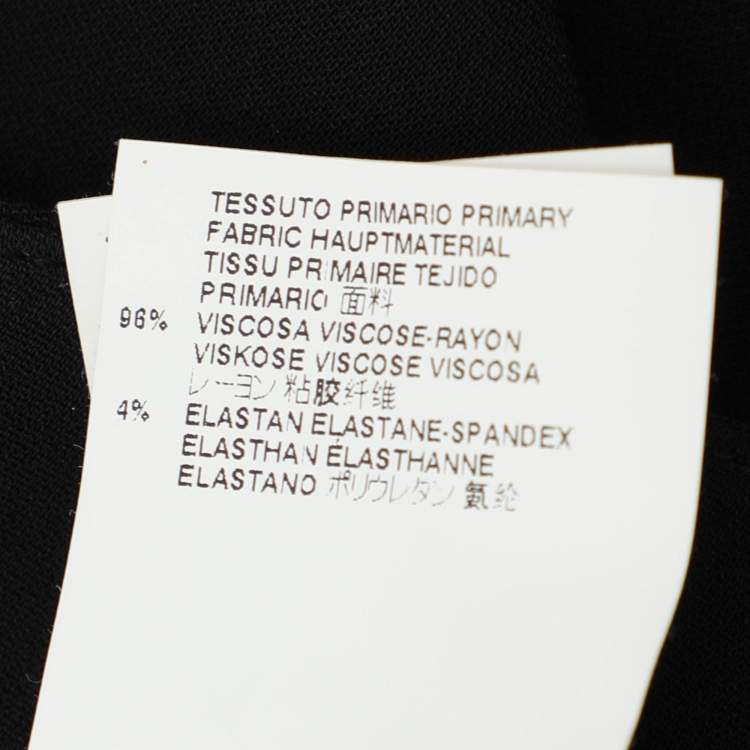 TESSUTO PRIMARIO PRIMARY
FABRIC HAUPTMATERIAL
TISSU PRIMAIRE TEJIDO
PRIMARIO 面料
96% VISCOSA VISCOSE-RAYON
VISKOSE VISCOSE VISCOSA
レーヨン 粘胶纤维
4% ELASTAN ELASTANE-SPANDEX
ELASTHAN ÉLASTHANNE
ELASTANO ポリウレタン 氨纶